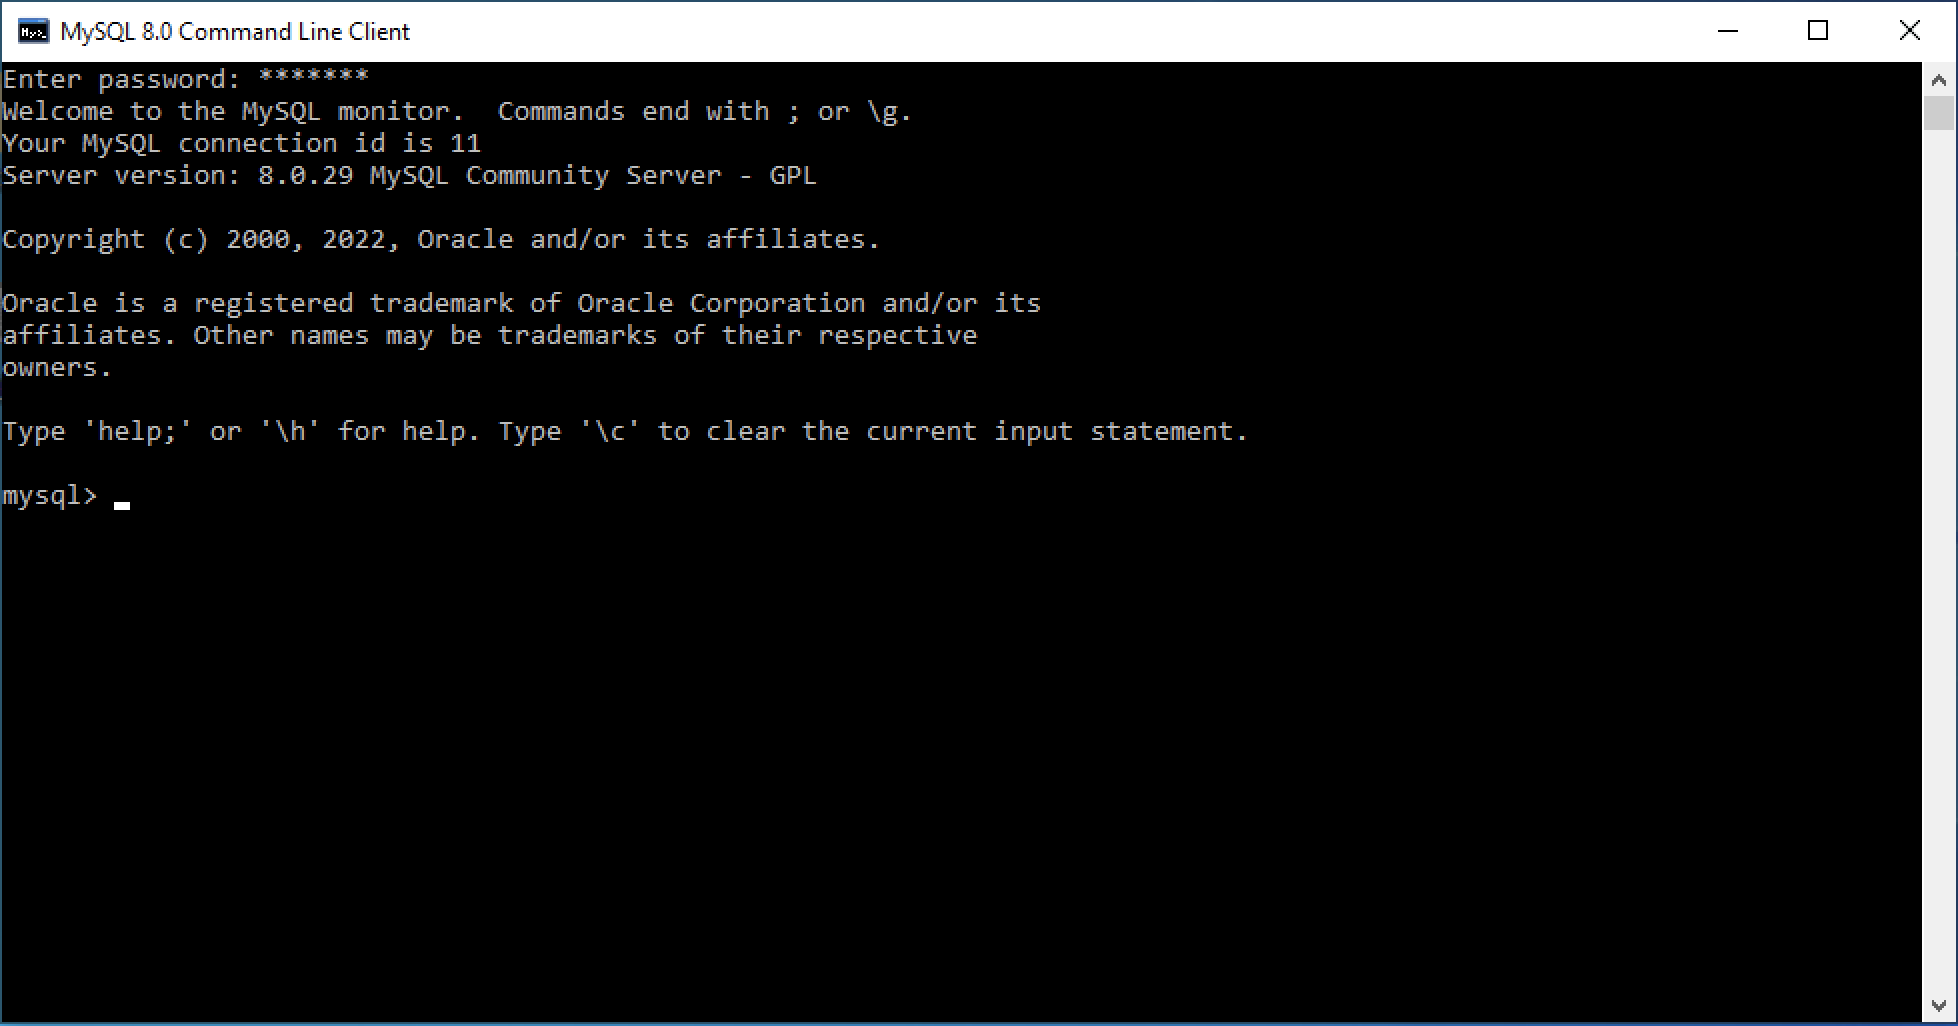 MySQL 8.0 Command Line Client
Enter password: *******
Welcome to the MySQL monitor.  Commands end with ; or \g.
Your MySQL connection id is 11
Server version: 8.0.29 MySQL Community Server - GPL
Copyright (c) 2000, 2022, Oracle and/or its affiliates.
Oracle is a registered trademark of Oracle Corporation and/or its
affiliates. Other names may be trademarks of their respective
owners.
Type 'help;' or '\h' for help. Type '\c' to clear the current input statement.
mysql>